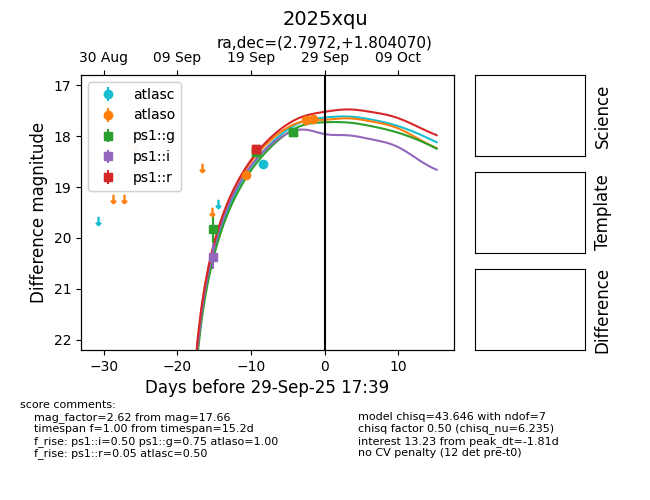 2025xqu
ra,dec=(2.7972,+1.804070)
30 Aug 09 Sep 19 Sep 29 Sep 09 Oct
17
18
19
20
21
22
Difference magnitude
atlasc
atlaso
ps1::g
ps1::i
ps1::r
−30 −20 −10 0 10
Days before 29-Sep-25 17:39
Science
Template
Difference
score comments:
mag_factor=2.62 from mag=17.66
timespan f=1.00 from timespan=15.2d
f_rise: ps1::i=0.50 ps1::g=0.75 atlaso=1.00
f_rise: ps1::r=0.05 atlasc=0.50
model chisq=43.646 with ndof=7
chisq factor 0.50 (chisq_nu=6.235)
interest 13.23 from peak_dt=-1.81d
no CV penalty (12 det pre-t0)